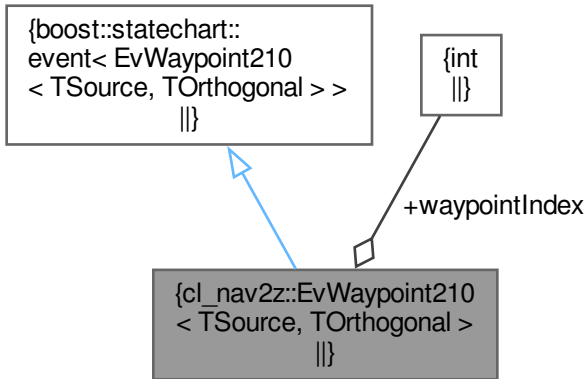 {boost::statechart::
event< EvWaypoint210
< TSource, TOrthogonal > >
||}
{int
||}
+waypointIndex
{cl_nav2z::EvWaypoint210
< TSource, TOrthogonal >
||}